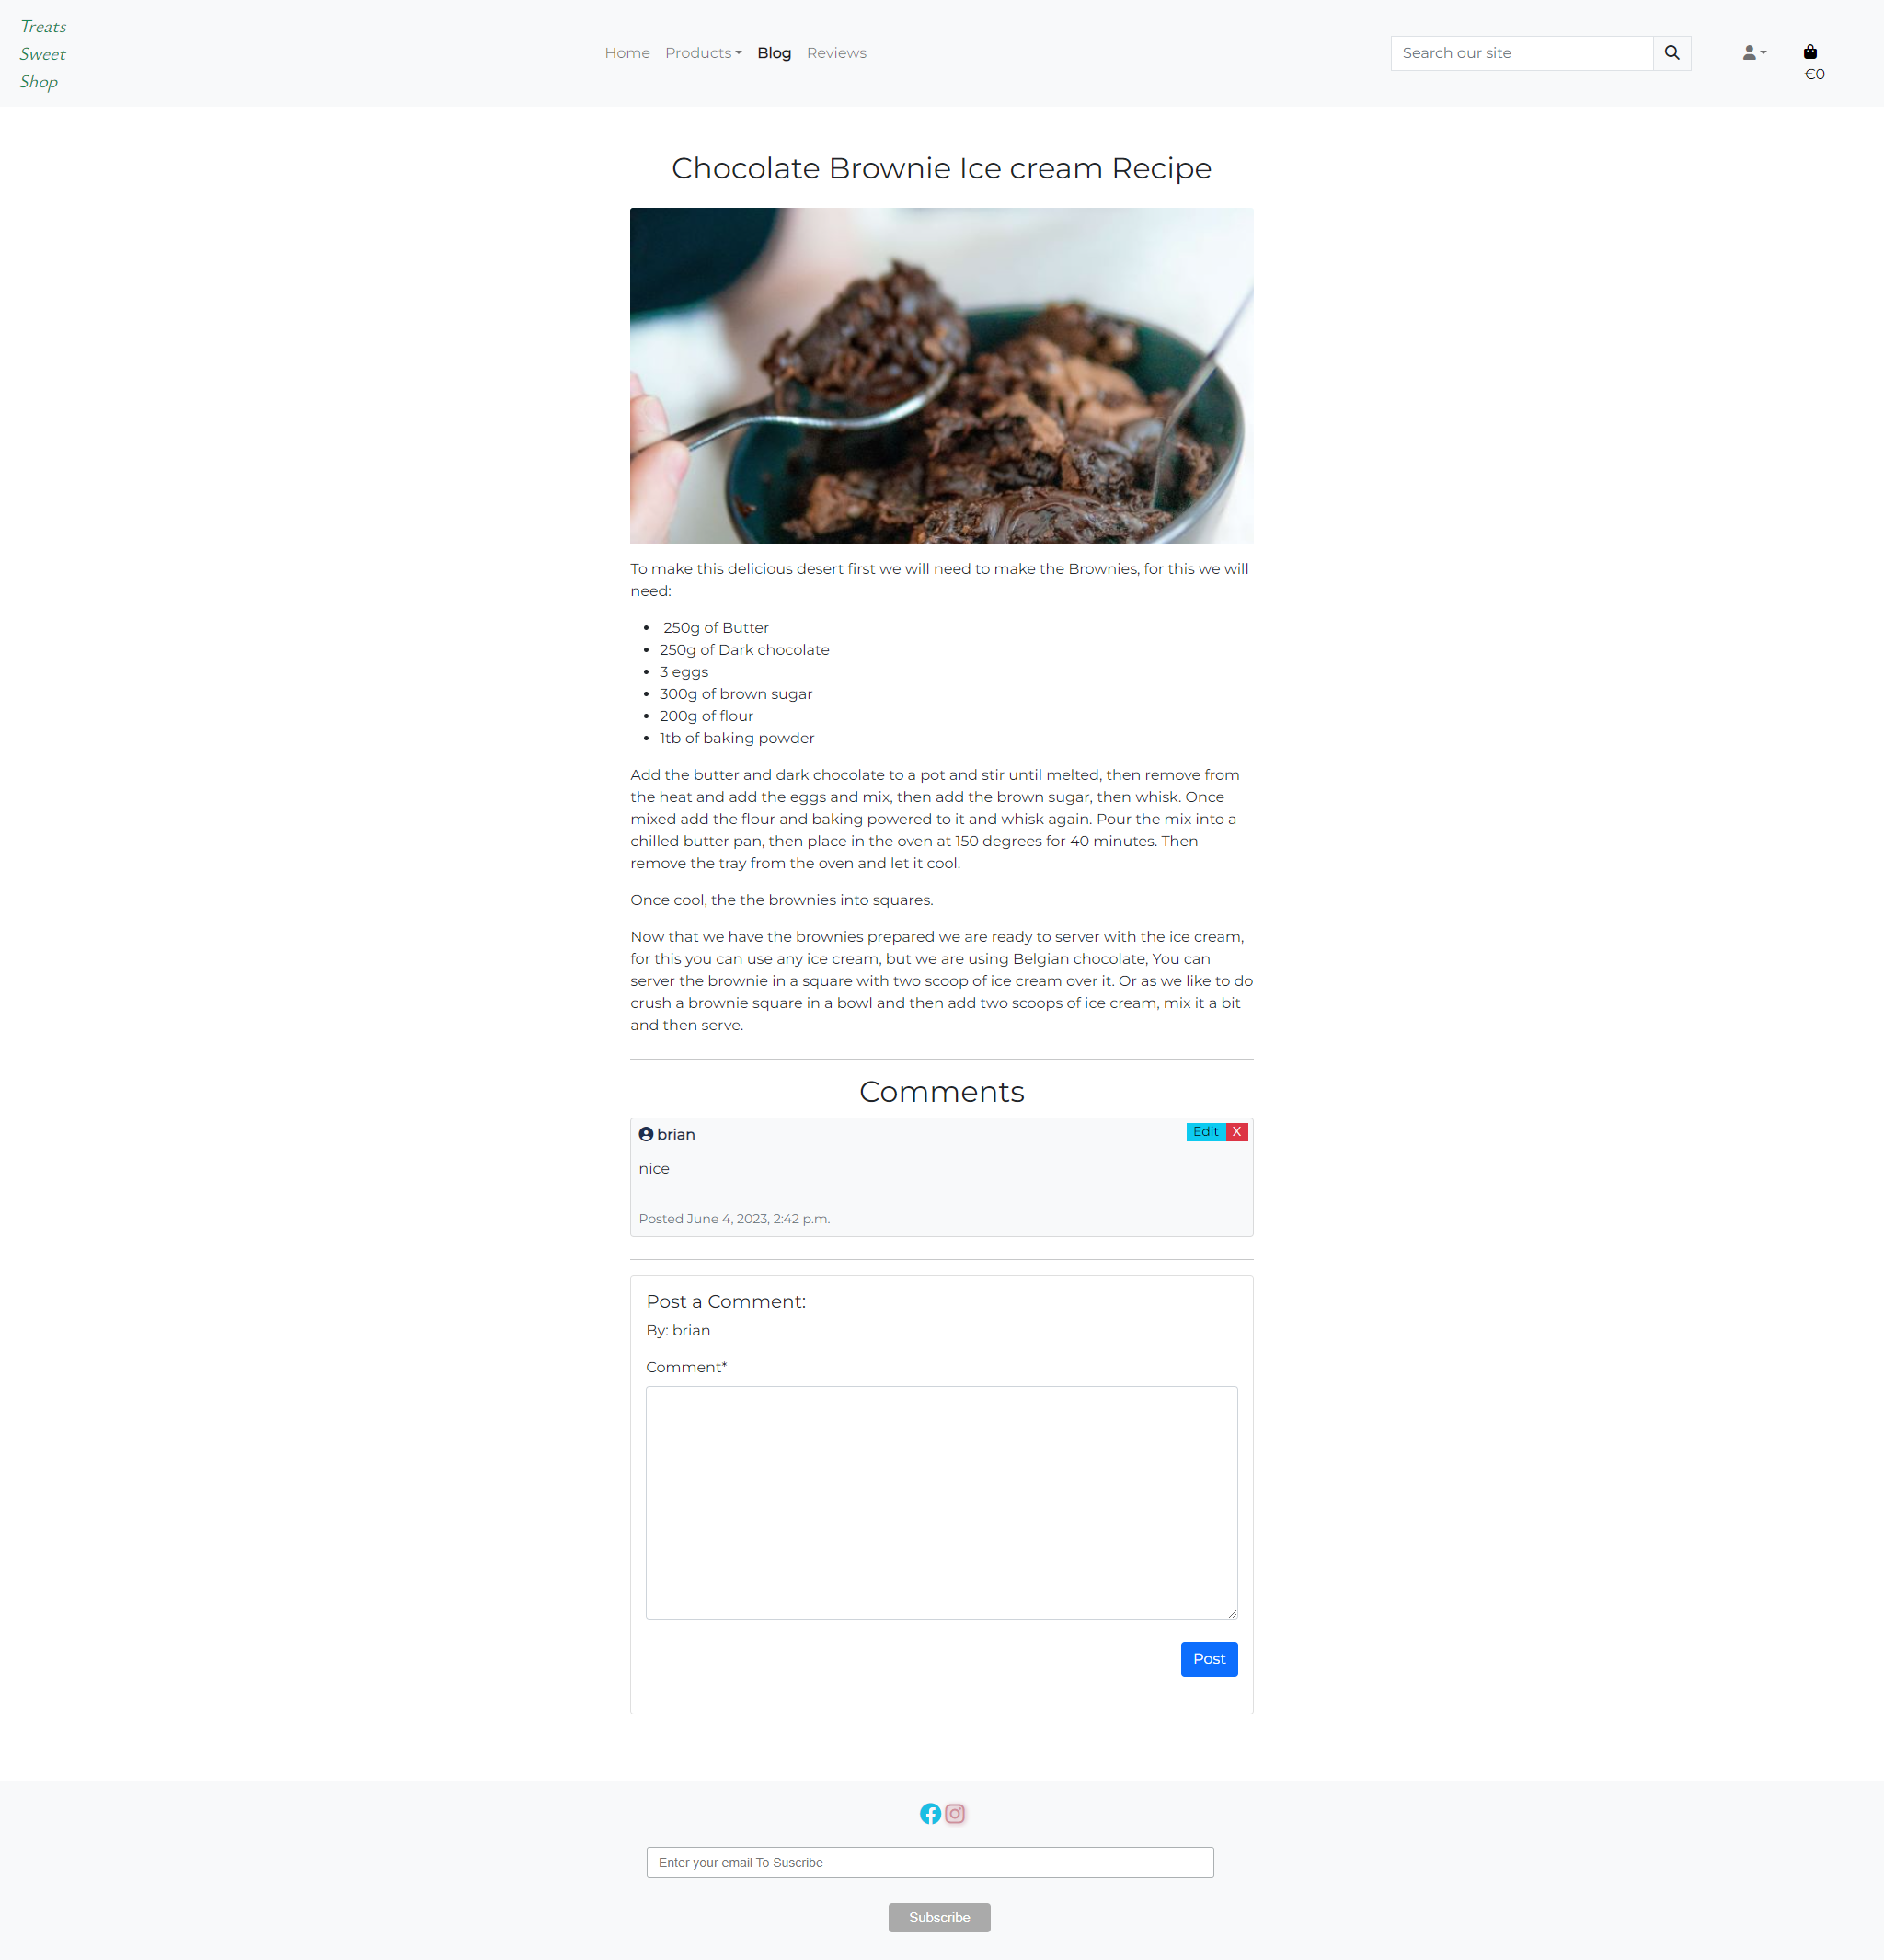 Treats
Sweet
Shop
Home Products Blog Reviews
Search our site
€0
Chocolate Brownie Ice cream Recipe
To make this delicious desert first we will need to make the Brownies, for this we will
need:
• 250g of Butter
• 250g of Dark chocolate
• 3 eggs
• 300g of brown sugar
• 200g of flour
• 1tb of baking powder
Add the butter and dark chocolate to a pot and stir until melted, then remove from
the heat and add the eggs and mix, then add the brown sugar, then whisk. Once
mixed add the flour and baking powered to it and whisk again. Pour the mix into a
chilled butter pan, then place in the oven at 150 degrees for 40 minutes. Then
remove the tray from the oven and let it cool.
Once cool, the the brownies into squares.
Now that we have the brownies prepared we are ready to server with the ice cream,
for this you can use any ice cream, but we are using Belgian chocolate, You can
server the brownie in a square with two scoop of ice cream over it. Or as we like to do
crush a brownie square in a bowl and then add two scoops of ice cream, mix it a bit
and then serve.
Comments
brian Edit X
nice
Posted June 4, 2023, 2:42 p.m.
Post a Comment:
By: brian
Comment*
Post
Enter your email To Suscribe
Subscribe